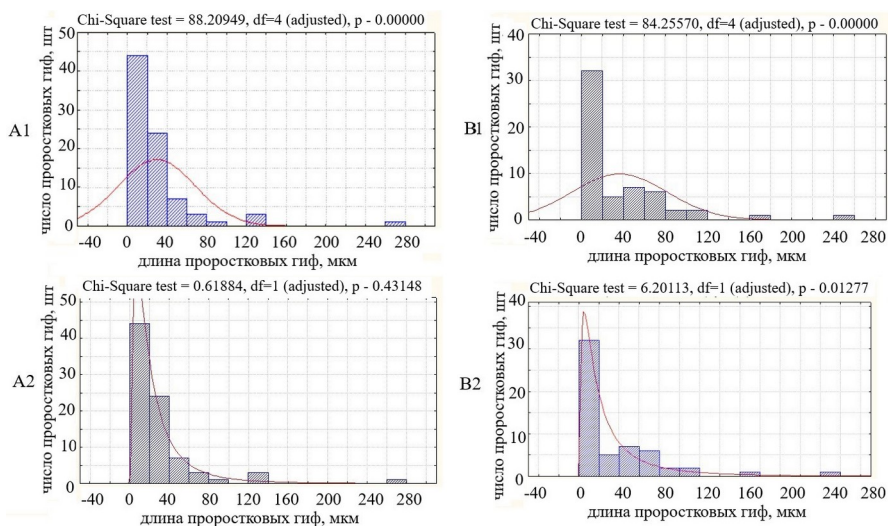 Chi-Square test = 88.20949, df=4 (adjusted), p - 0.00000
число проростковых гиф, шт
50
40
30
20
10
0
A1
-40 0 40 80 120 160 200 240 280
длина проростковых гиф, мкм
Chi-Square test = 84.25570, df=4 (adjusted), p - 0.00000
число проростковых гиф, шт
40
30
20
10
0
B1
-40 0 40 80 120 160 200 240 280
длина проростковых гиф, мкм
Chi-Square test = 0.61884, df=1 (adjusted), p - 0.43148
число проростковых гиф, шт
50
40
30
20
10
0
A2
-40 0 40 80 120 160 200 240 280
длина проростковых гиф, мкм
Chi-Square test = 6.20113, df=1 (adjusted), p - 0.01277
число проростковых гиф, шт
40
30
20
10
0
B2
-40 0 40 80 120 160 200 240 280
длина проростковых гиф, мкм